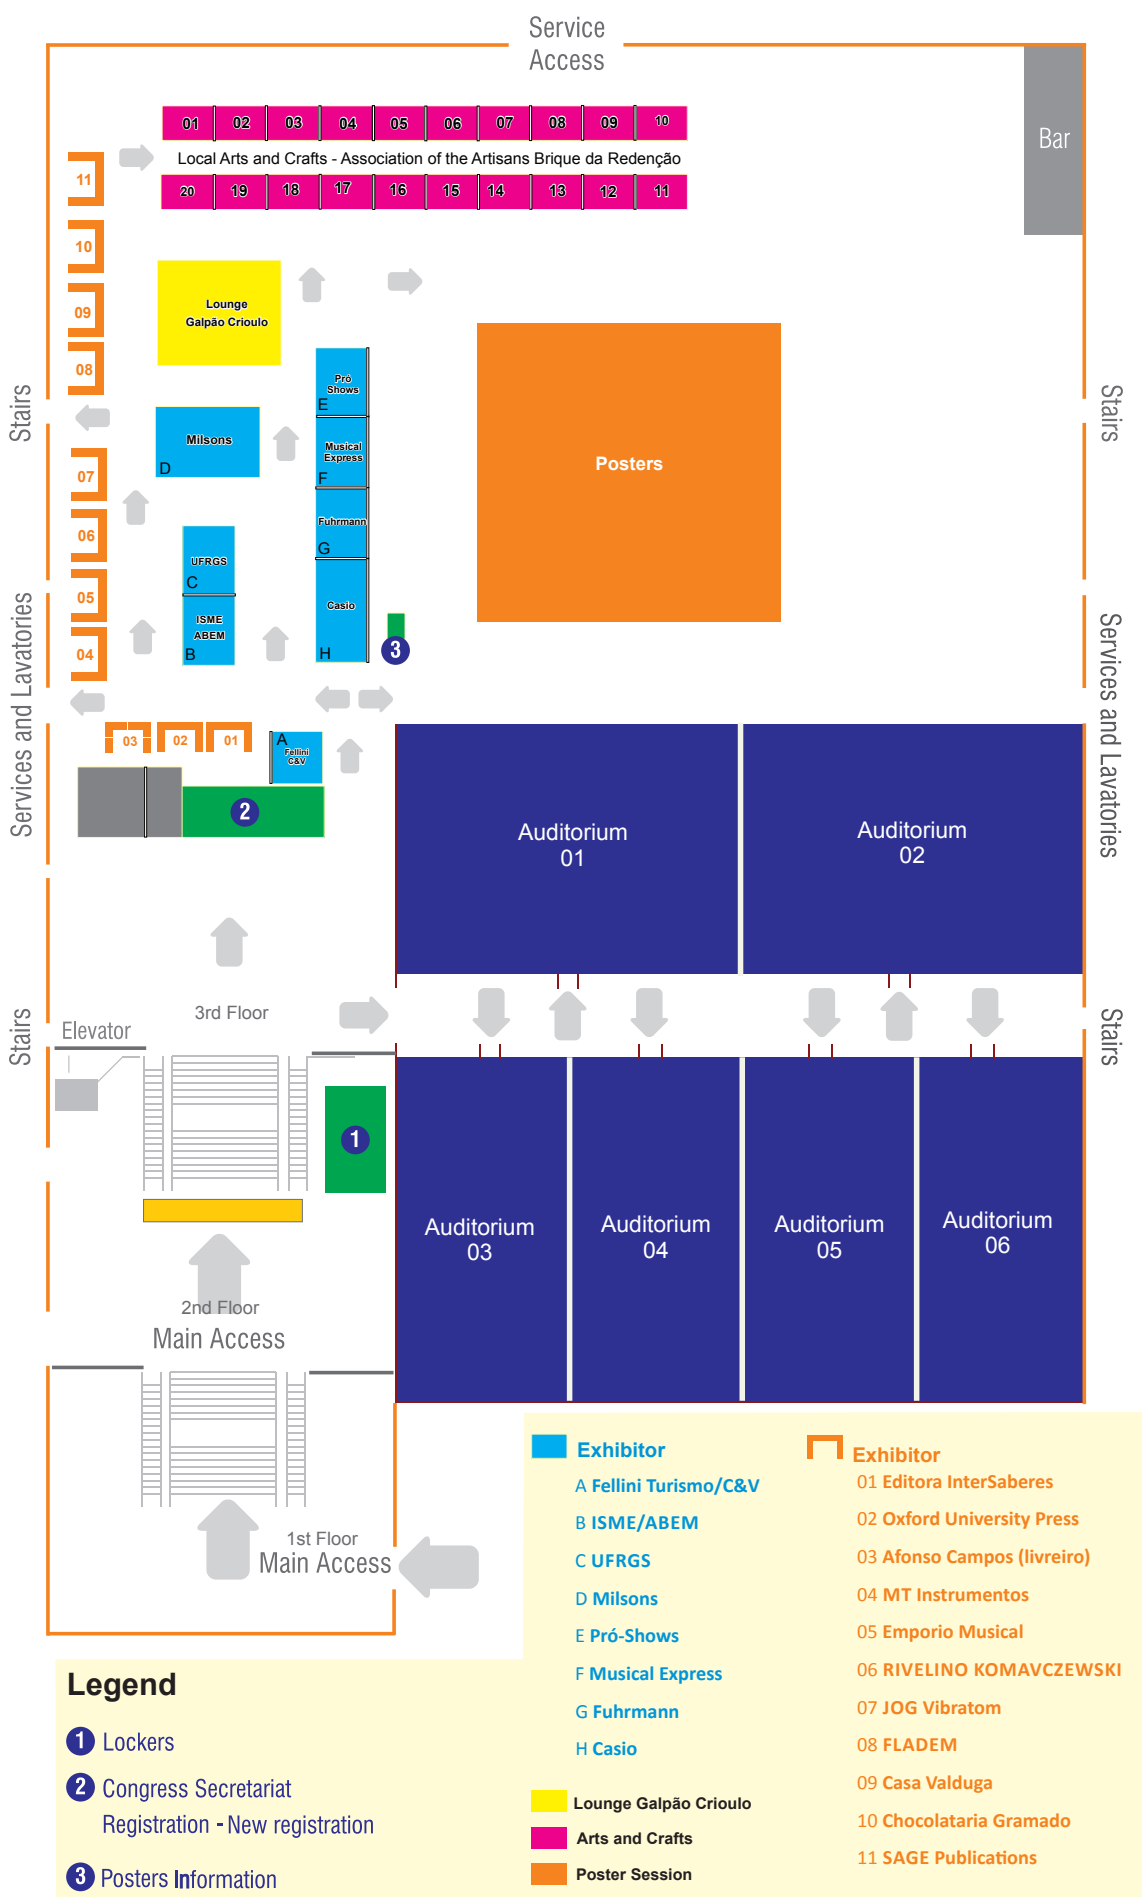 Service
Access
Bar
01 02 03 04 05 06 07 08 09 10
Local Arts and Crafts - Association of the Artisans Brique da Redenção
20 19 18 17 16 15 14 13 12 11
11
10
09
08
Lounge
Galpão Crioulo
Stairs
Stairs
Pró
Shows
E
Milsons
D
Musical
Express
F
Posters
07
06
05
04
Fuhrmann
G
UFRGS
C
ISME
ABEM
B
Casio
H
3
Services and Lavatories
Services and Lavatories
03 02 01
A
Fellini
C&V
2
Auditorium
01
Auditorium
02
3rd Floor
Elevator
Stairs
Stairs
1
Auditorium
03
Auditorium
04
Auditorium
05
Auditorium
06
2nd Floor
Main Access
1st Floor
Main Access
Exhibitor
A Fellini Turismo/C&V
B ISME/ABEM
C UFRGS
D Milsons
E Pró-Shows
F Musical Express
G Fuhrmann
H Casio
Exhibitor
01 Editora InterSaberes
02 Oxford University Press
03 Afonso Campos (livreiro)
04 MT Instrumentos
05 Emporio Musical
06 RIVELINO KOMAVCZEWSKI
07 JOG Vibratom
08 FLADEM
09 Casa Valduga
10 Chocolataria Gramado
11 SAGE Publications
Lounge Galpão Crioulo
Arts and Crafts
Poster Session
Legend
1 Lockers
2 Congress Secretariat
Registration - New registration
3 Posters Information